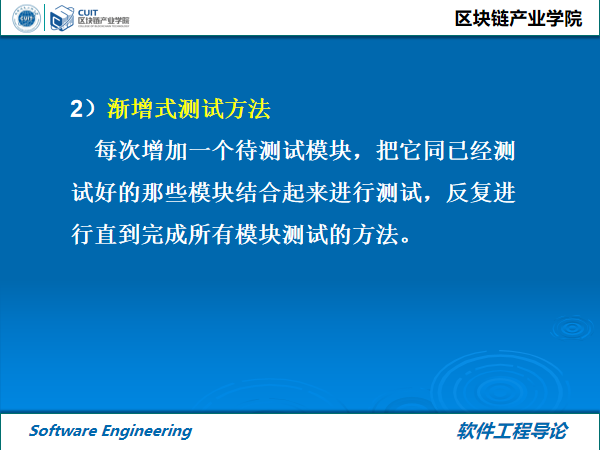 CUIT
区块链产业学院
区块链产业学院
2）渐增式测试方法
每次增加一个待测试模块，把它同已经测
试好的那些模块结合起来进行测试，反复进
行直到完成所有模块测试的方法。
Software Engineering
软件工程导论